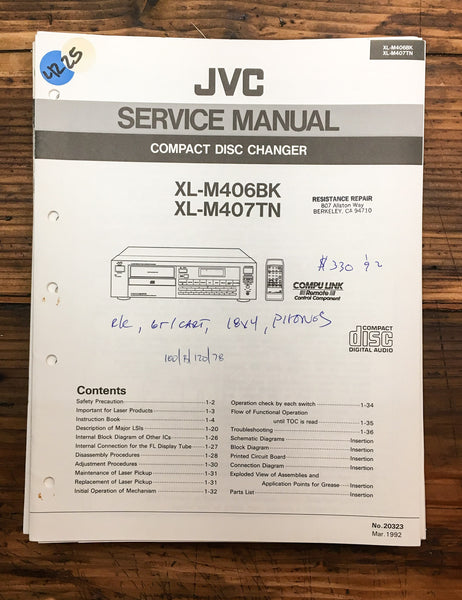 4225
XL-M406BK
XL-M407TN
JVC
SERVICE MANUAL
COMPACT DISC CHANGER
XL-M406BK
XL-M407TN
RESISTANCE REPAIR
807 Allston Way
BERKELEY, CA 94710
$330 '92
JVC
COMPU LINK
Remote
Control Component
R/C, 6T/CART, 18x4, PHONOS
COMPACT
disc
DIGITAL AUDIO
Contents
Safety Precaution 1-2
Important for Laser Products 1-3
Instruction Book 1-4
Description of Major LSIs 1-20
Internal Block Diagram of Other ICs 1-26
Internal Connection for the FL Display Tube 1-27
Disassembly Procedures 1-28
Adjustment Procedures 1-30
Maintenance of Laser Pickup 1-31
Replacement of Laser Pickup 1-31
Initial Operation of Mechanism 1-32
Operation check by each switch 1-34
Flow of Functional Operation
until TOC is read 1-35
Troubleshooting 1-36
Schematic Diagrams Insertion
Block Diagram Insertion
Printed Circuit Board Insertion
Connection Diagram Insertion
Exploded View of Assemblies and
Application Points for Grease Insertion
Parts List Insertion
No. 20323
Mar. 1992